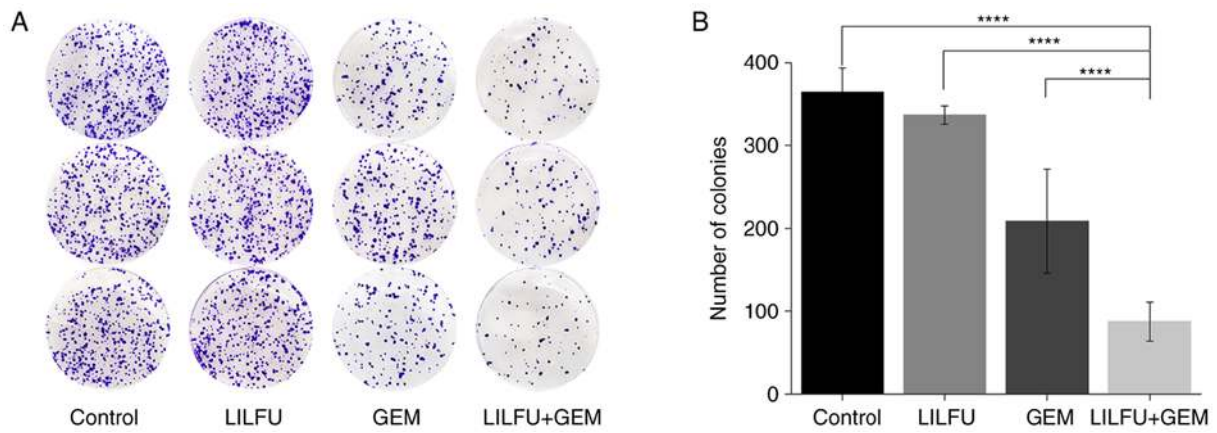 A
Control LILFU GEM LILFU+GEM
B
****
****
****
Number of colonies
400
300
200
100
0
Control LILFU GEM LILFU+GEM